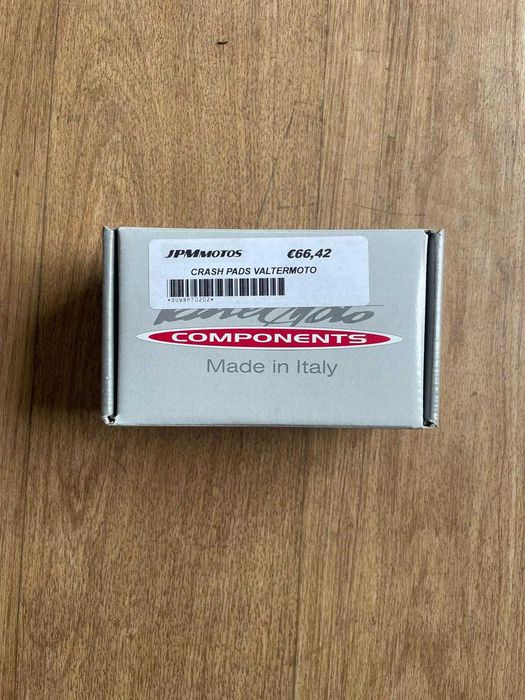 JPMMOTOS €66,42
CRASH PADS VALTERMOTO
COMPONENTS
Made in Italy